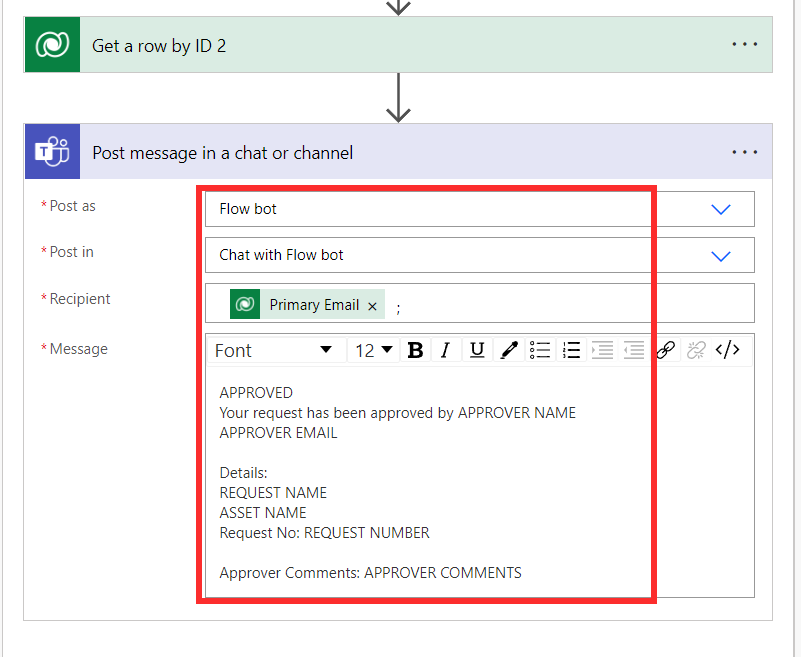 Get a row by ID 2
Post message in a chat or channel
* Post as
Flow bot
* Post in
Chat with Flow bot
* Recipient
Primary Email × ;
* Message
Font 12 B I U </>
APPROVED
Your request has been approved by APPROVER NAME
APPROVER EMAIL
Details:
REQUEST NAME
ASSET NAME
Request No: REQUEST NUMBER
Approver Comments: APPROVER COMMENTS